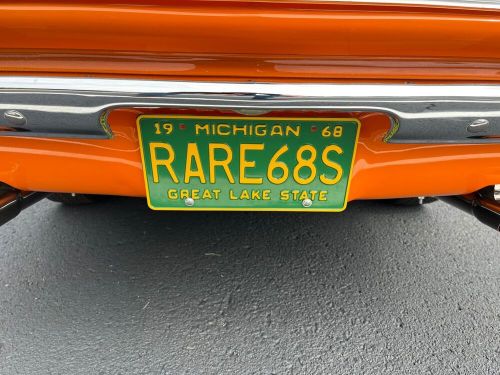 19 MICHIGAN 68
RARE68S
GREAT LAKE STATE